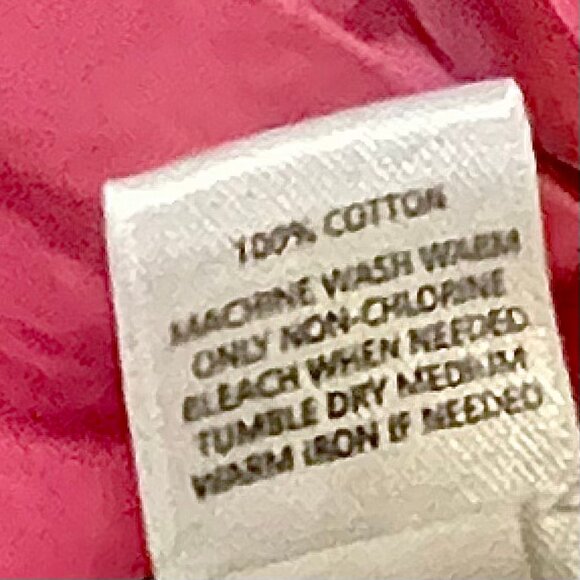 100% COTTON
MACHINE WASH WARM
ONLY NON-CHLORINE
BLEACH WHEN NEEDED
TUMBLE DRY MEDIUM
WARM IRON IF NEEDED